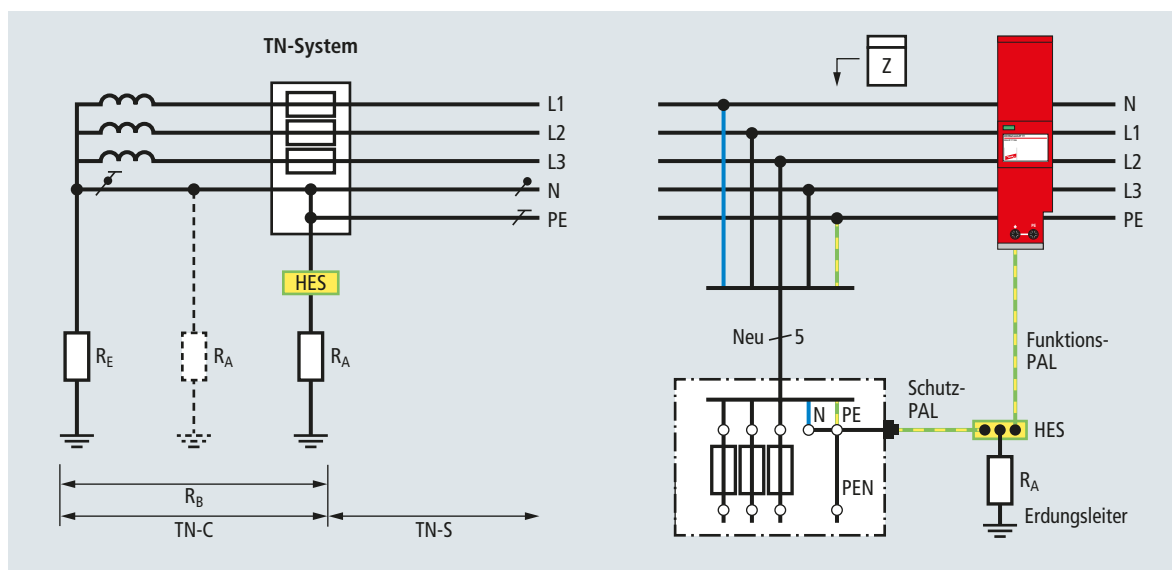 TN-System
L1
L2
L3
N
PE
HES
R_E
R_A
R_A
R_B
TN-C
TN-S
Z
N
L1
L2
L3
PE
Neu
5
N
PE
PEN
Schutz-
PAL
Funktions-
PAL
HES
R_A
Erdungsleiter